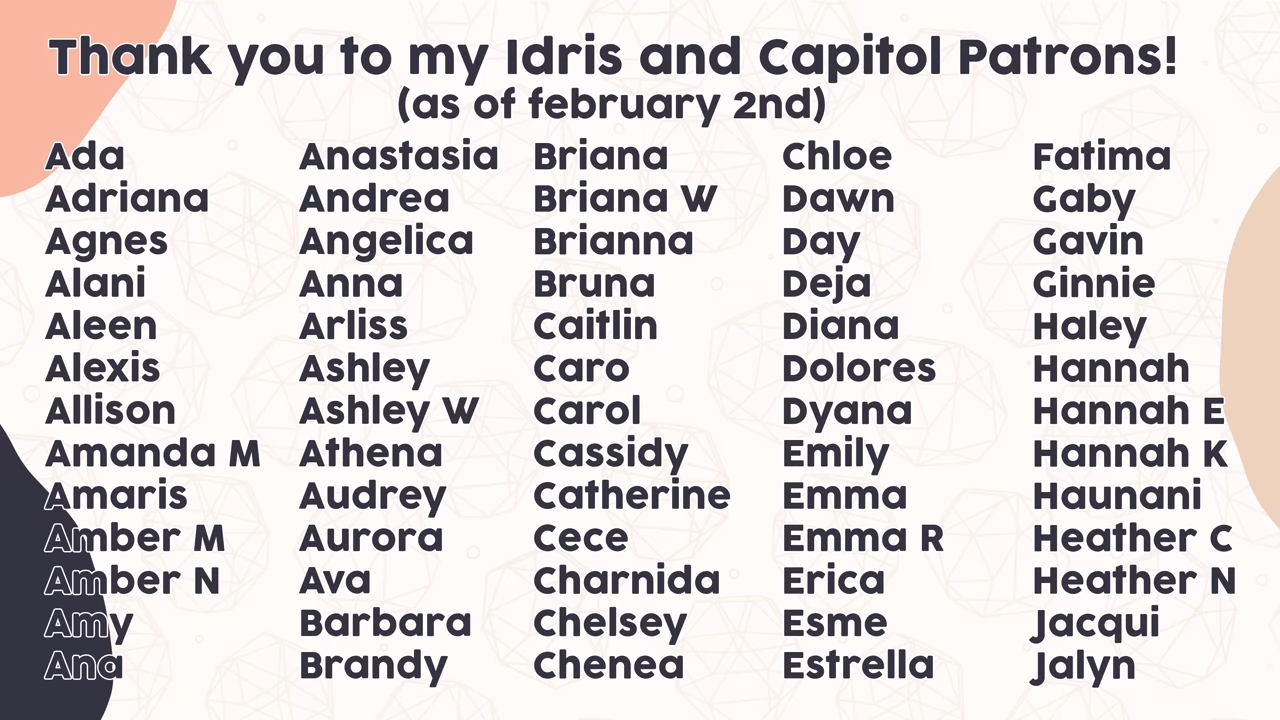 Thank you to my Idris and Capitol Patrons!
(as of february 2nd)
Ada
Adriana
Agnes
Alani
Aleen
Alexis
Allison
Amanda M
Amaris
Amber M
Amber N
Amy
Ana
Anastasia
Andrea
Angelica
Anna
Arliss
Ashley
Ashley W
Athena
Audrey
Aurora
Ava
Barbara
Brandy
Briana
Briana W
Brianna
Bruna
Caitlin
Caro
Carol
Cassidy
Catherine
Cece
Charnida
Chelsey
Chenea
Chloe
Dawn
Day
Deja
Diana
Dolores
Dyana
Emily
Emma
Emma R
Erica
Esme
Estrella
Fatima
Gaby
Gavin
Ginnie
Haley
Hannah
Hannah E
Hannah K
Haunani
Heather C
Heather N
Jacqui
Jalyn